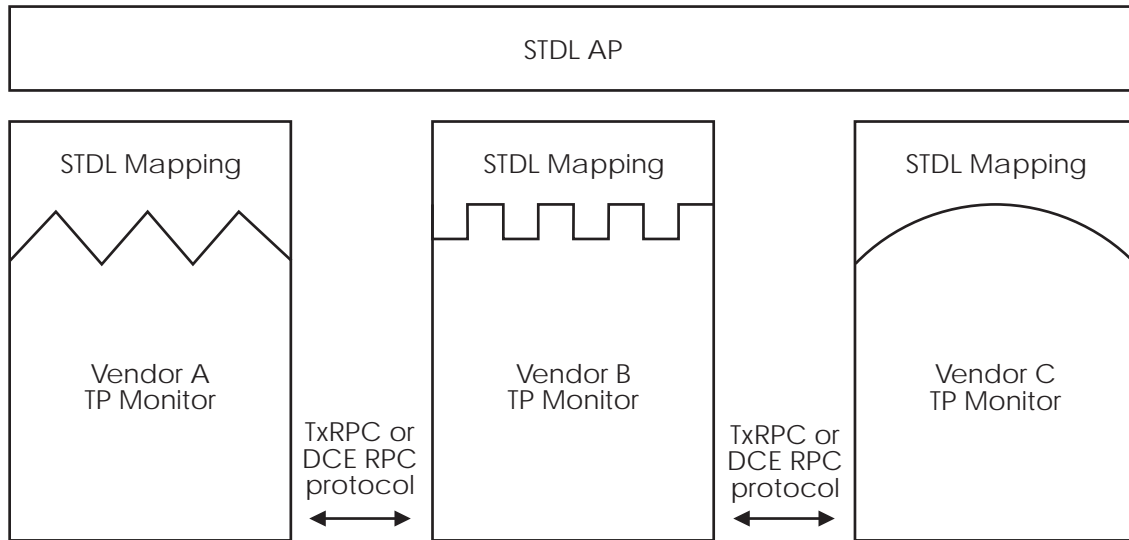 STDL AP
STDL Mapping
STDL Mapping
STDL Mapping
Vendor A
TP Monitor
Vendor B
TP Monitor
Vendor C
TP Monitor
TxRPC or
DCE RPC
protocol
TxRPC or
DCE RPC
protocol